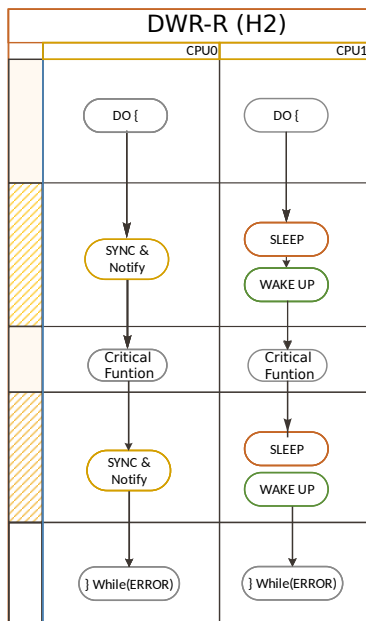 DWR-R (H2)
CPU0 CPU1
DO { DO {
SYNC &
Notify
SLEEP
WAKE UP
Critical
Funtion
Critical
Funtion
SYNC &
Notify
SLEEP
WAKE UP
} While(ERROR) } While(ERROR)